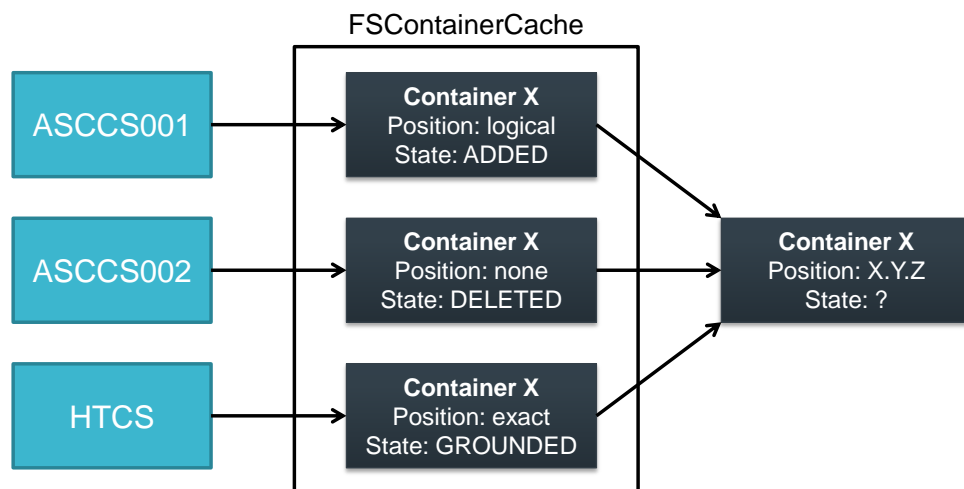 FSContainerCache
ASCCS001
Container X
Position: logical
State: ADDED
ASCCS002
Container X
Position: none
State: DELETED
Container X
Position: X.Y.Z
State: ?
HTCS
Container X
Position: exact
State: GROUNDED